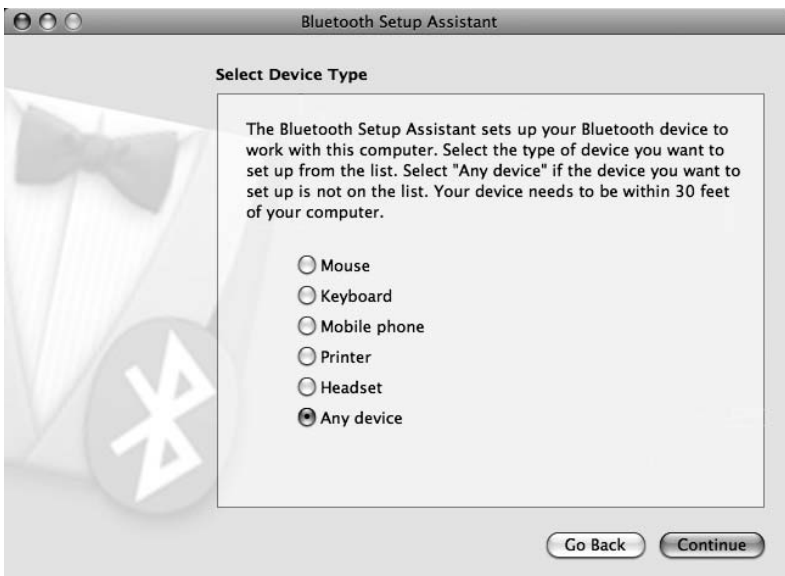 Bluetooth Setup Assistant
Select Device Type
The Bluetooth Setup Assistant sets up your Bluetooth device to
work with this computer. Select the type of device you want to
set up from the list. Select "Any device" if the device you want to
set up is not on the list. Your device needs to be within 30 feet
of your computer.
Mouse
Keyboard
Mobile phone
Printer
Headset
Any device
Go Back
Continue